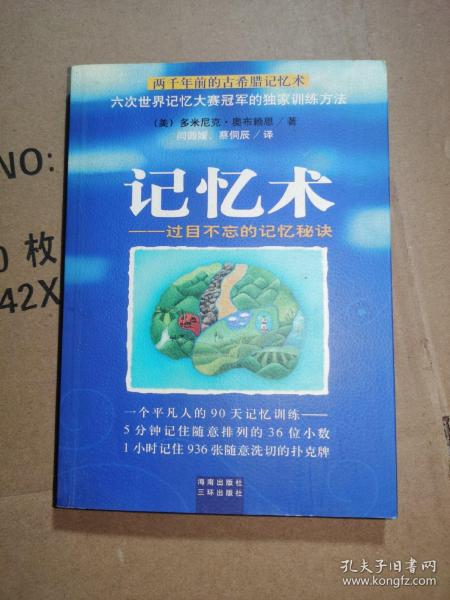 两千年前的古希腊记忆术
六次世界记忆大赛冠军的独家训练方法
(美)多米尼克·奥布赖恩/著
闾圆媛、蔡侗辰/译
记忆术
——过目不忘的记忆秘诀
一个平凡人的90天记忆训练——
5分钟记住随意排列的36位小数
1小时记住936张随意洗切的扑克牌
海南出版社
三环出版社
NO:
0 枚
42X
孔夫子旧书网
www.kongfz.com